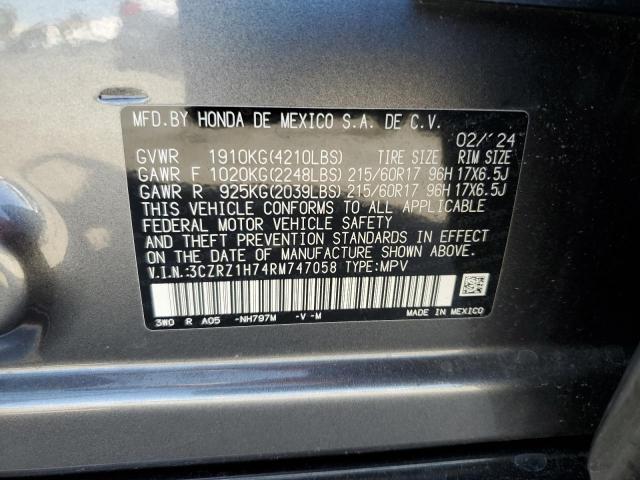 MFD.BY HONDA DE MEXICO S.A. DE C.V.
02/'24
GVWR 1910KG(4210LBS) TIRE SIZE RIM SIZE
GAWR F 1020KG(2248LBS) 215/60R17 96H 17X6.5J
GAWR R 925KG(2039LBS) 215/60R17 96H 17X6.5J
THIS VEHICLE CONFORMS TO ALL APPLICABLE
FEDERAL MOTOR VEHICLE SAFETY
AND THEFT PREVENTION STANDARDS IN EFFECT
ON THE DATE OF MANUFACTURE SHOWN ABOVE.
V.I.N.:3CZRZ1H74RM747058 TYPE:MPV
3W0 R A05 -NH797M -V -M MADE IN MEXICO